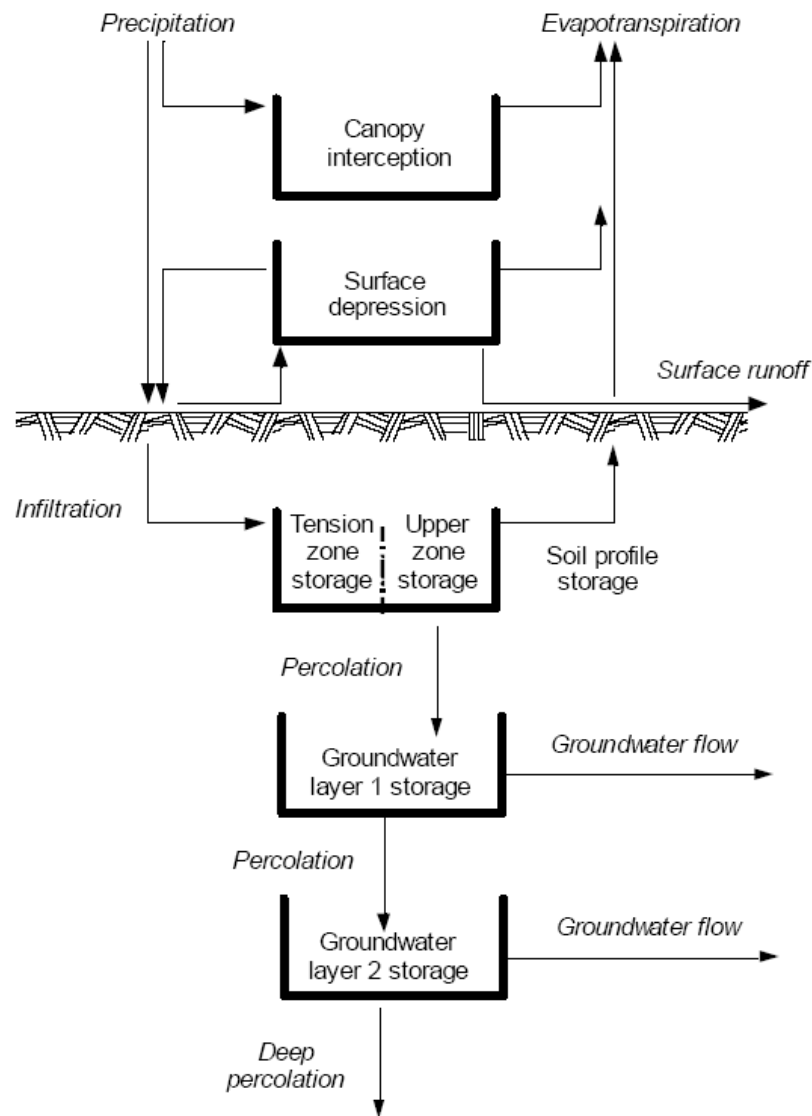 Precipitation
Evapotranspiration
Canopy
interception
Surface
depression
Surface runoff
Infiltration
Tension
zone
storage
Upper
zone
storage
Soil profile
storage
Percolation
Groundwater
layer 1 storage
Groundwater flow
Percolation
Groundwater
layer 2 storage
Groundwater flow
Deep
percolation